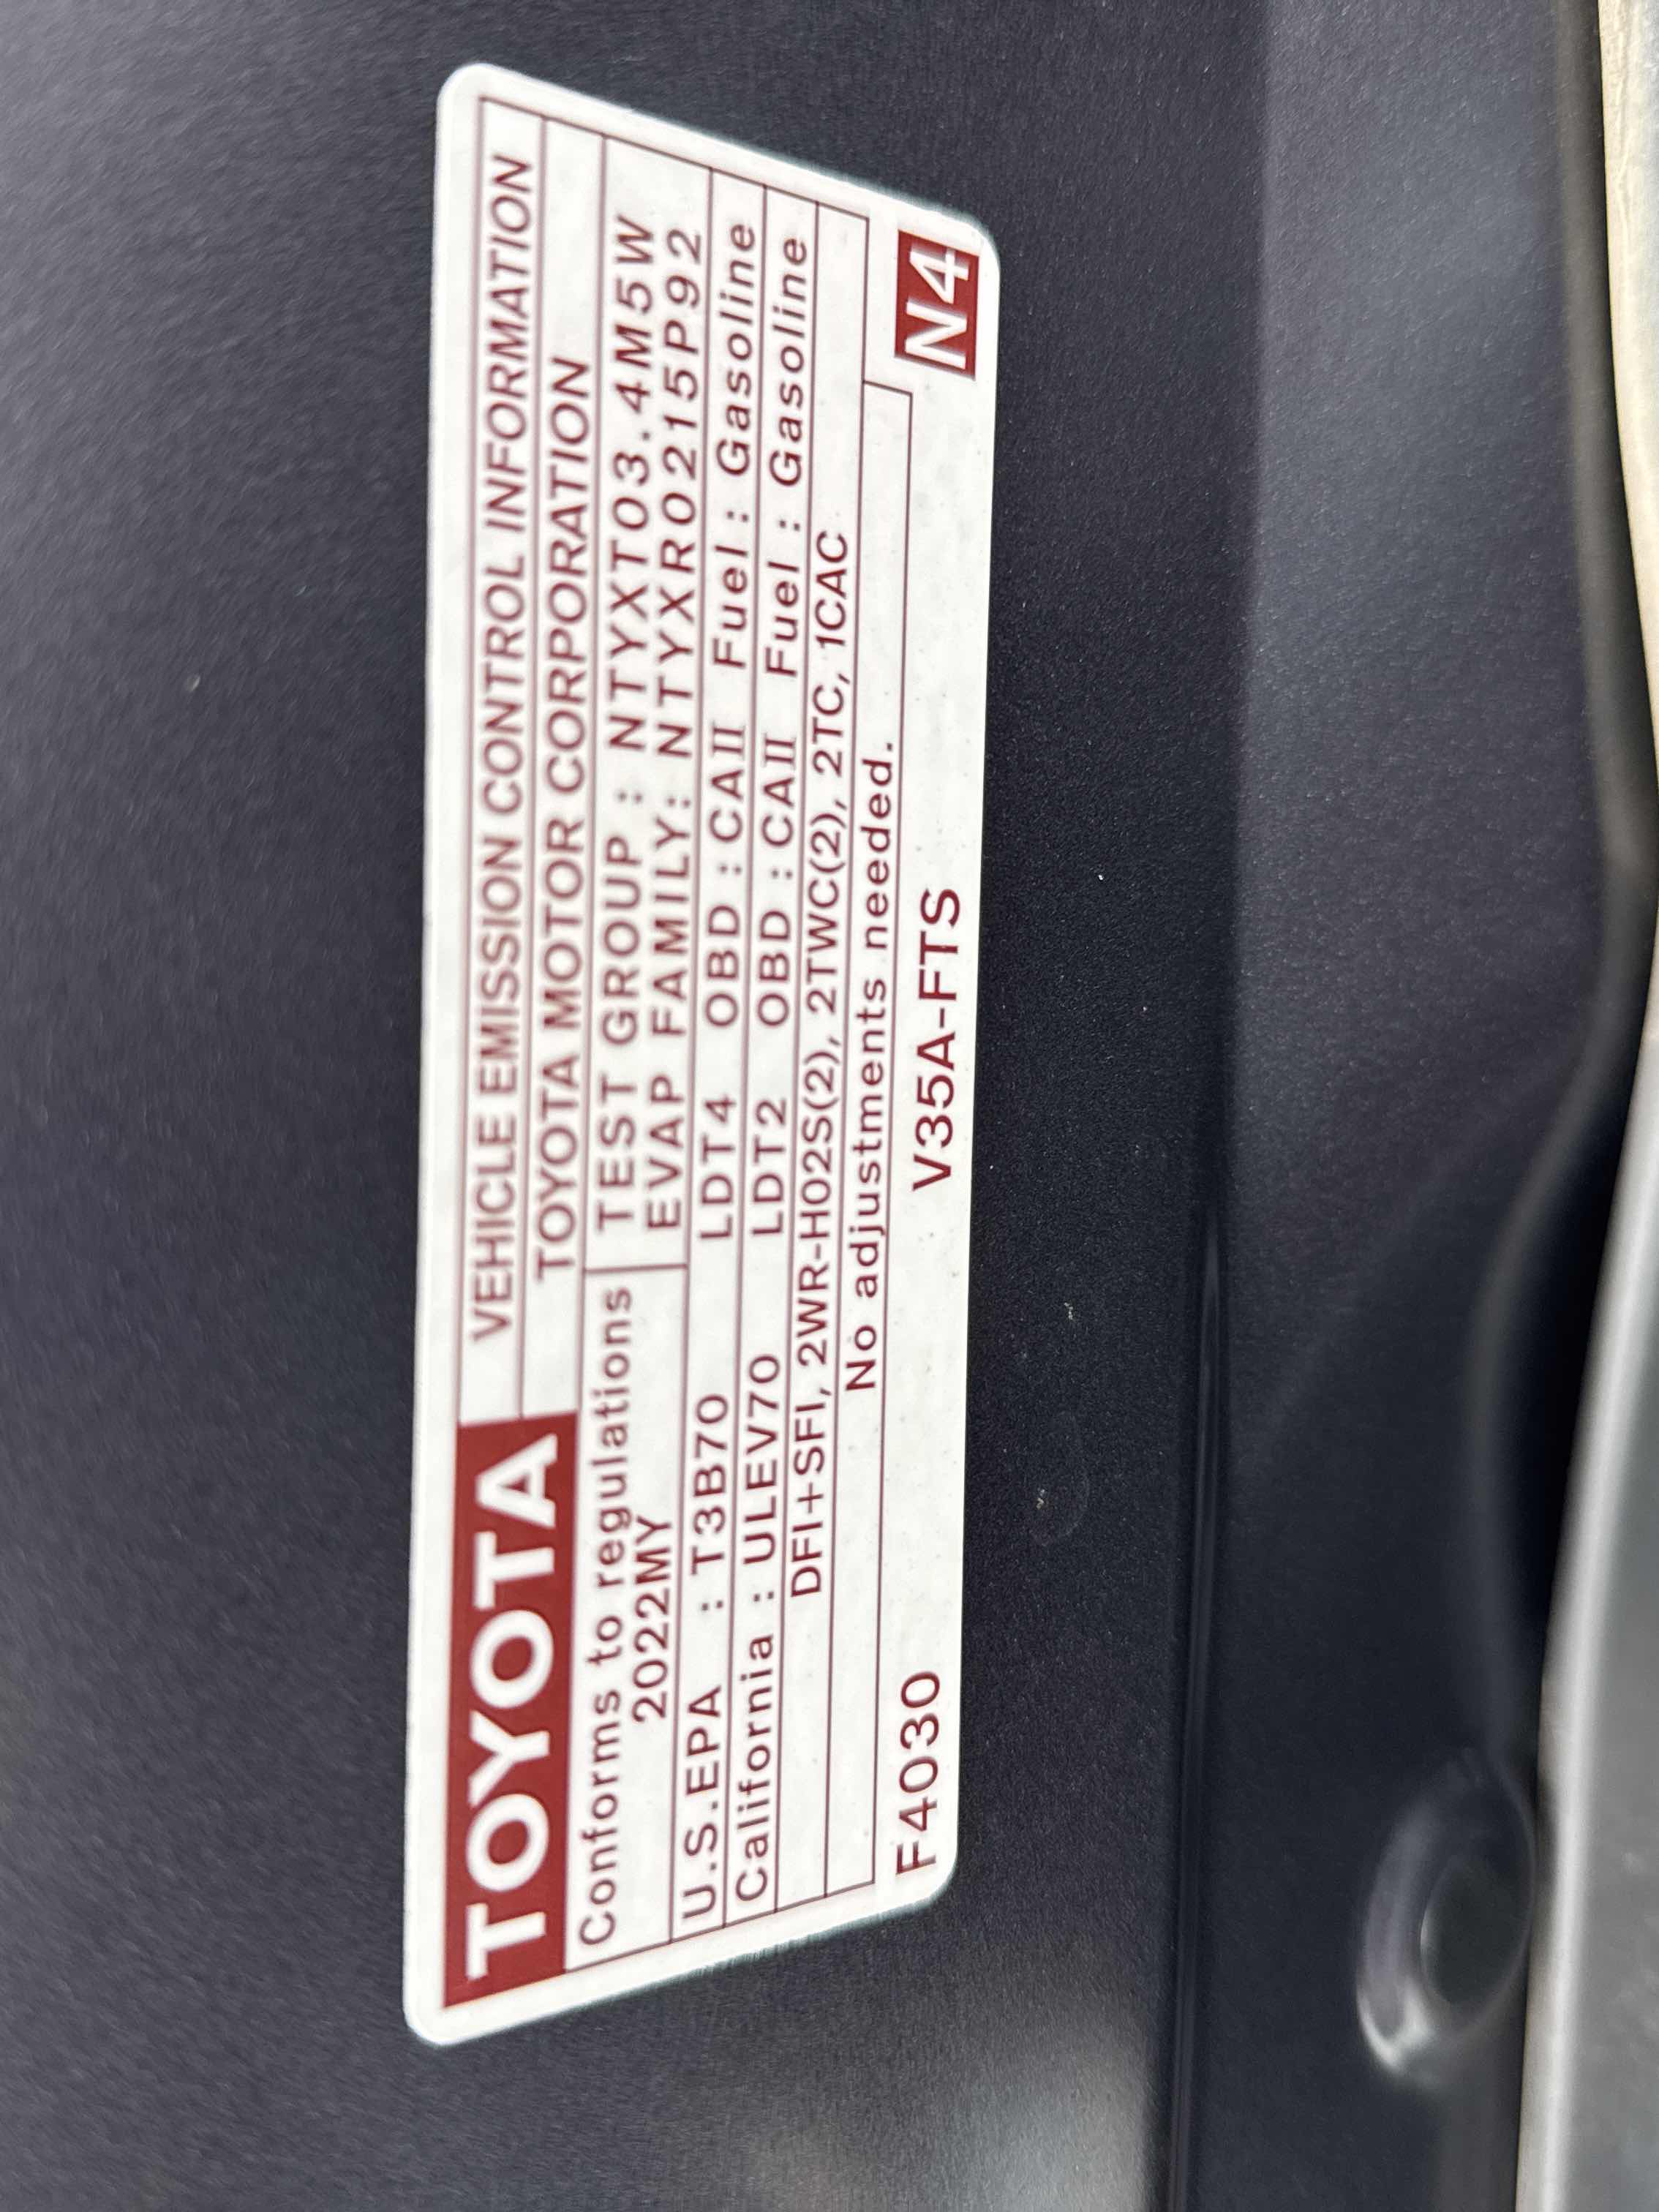 TOYOTA
VEHICLE EMISSION CONTROL INFORMATION
TOYOTA MOTOR CORPORATION
Conforms to regulations
2022MY
TEST GROUP : NTYXT03.4M5W
EVAP FAMILY: NTYXR0215P92
U.S.EPA : T3B70 LDT4 OBD : CAII Fuel : Gasoline
California : ULEV70 LDT2 OBD : CAII Fuel : Gasoline
DFI+SFI, 2WR-HO2S(2), 2TWC(2), 2TC, 1CAC
No adjustments needed.
F4030 V35A-FTS N4